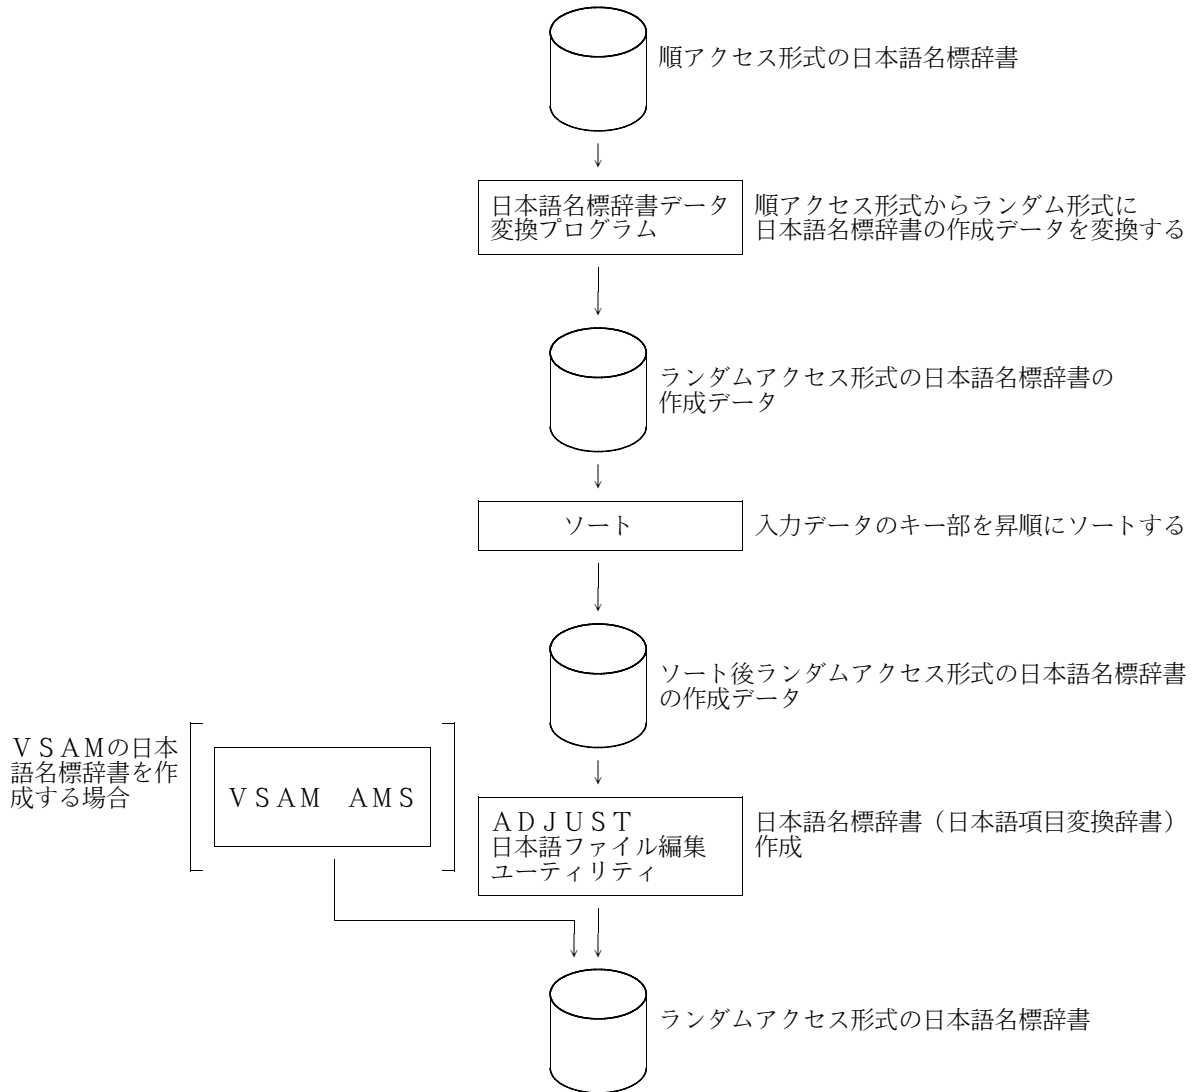 順アクセス形式の日本語名標辞書
日本語名標辞書データ
変換プログラム
順アクセス形式からランダム形式に
日本語名標辞書の作成データを変換する
ランダムアクセス形式の日本語名標辞書の
作成データ
ソート
入力データのキー部を昇順にソートする
ソート後ランダムアクセス形式の日本語名標辞書
の作成データ
VSAMの日本
語名標辞書を作
成する場合
VSAM AMS
ADJUST
日本語ファイル編集
ユーティリティ
日本語名標辞書（日本語項目変換辞書）
作成
ランダムアクセス形式の日本語名標辞書